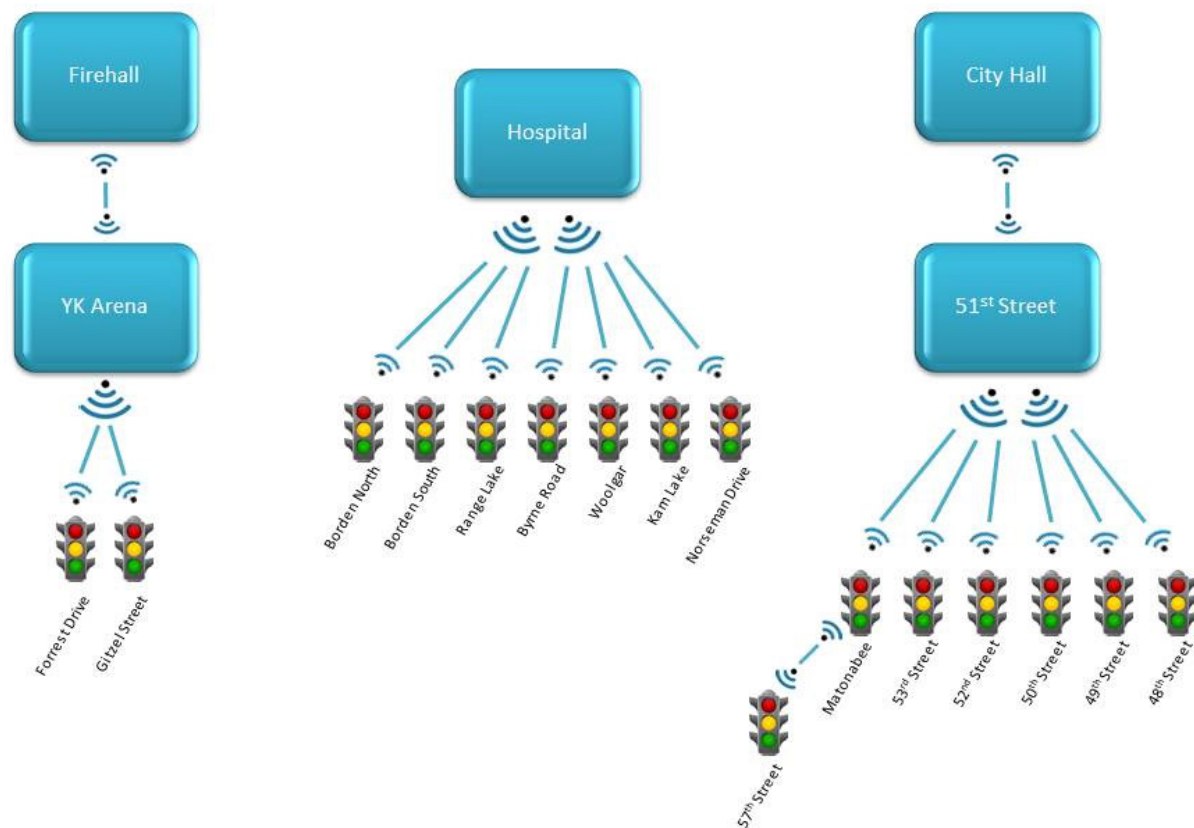 Firehall
Hospital
City Hall
YK Arena
51st Street
Forrest Drive
Gitzel Street
Borden North
Borden South
Range Lake
Byrne Road
Woolgar
Kam Lake
Norseman Drive
Matonabee
53rd Street
52nd Street
50th Street
49th Street
48th Street
57th Street